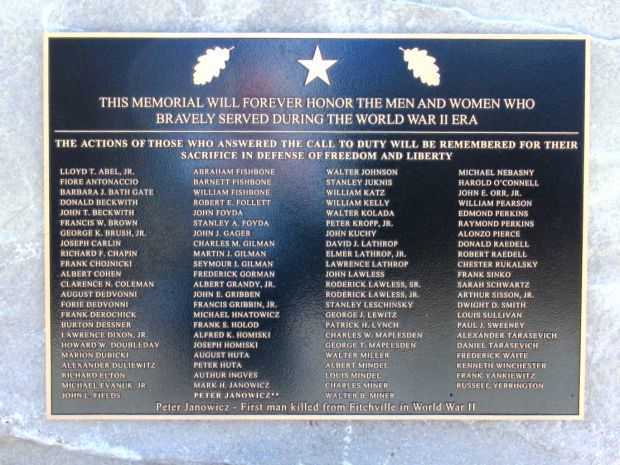 THIS MEMORIAL WILL FOREVER HONOR THE MEN AND WOMEN WHO
BRAVELY SERVED DURING THE WORLD WAR II ERA
THE ACTIONS OF THOSE WHO ANSWERED THE CALL TO DUTY WILL BE REMEMBERED FOR THEIR
SACRIFICE IN DEFENSE OF FREEDOM AND LIBERTY
LLOYD T. ABEL, JR.
FIORE ANTONACCIO
BARBARA J. BATH GATE
DONALD BECKWITH
JOHN T. BECKWITH
FRANCIS W. BROWN
GEORGE K. BRUSH, JR.
JOSEPH CARLIN
RICHARD F. CHAPIN
FRANK CHOJNICKI
ALBERT COHEN
CLARENCE N. COLEMAN
AUGUST DEDVONNI
FORIE DEDVONNI
FRANK DEROCHICK
BURTON DESSNER
LAWRENCE DIXON, JR.
HOWARD W. DOUBLEDAY
MARION DUBICKI
ALEXANDER DULIEWITZ
RICHARD ELTON
MICHAEL EVANUK, JR
JOHN L. FIELDS
ABRAHAM FISHBONE
BARNETT FISHBONE
WILLIAM FISHBONE
ROBERT E. FOLLETT
JOHN FOYDA
STANLEY A. FOYDA
JOHN J. GAGER
CHARLES M. GILMAN
MARTIN J. GILMAN
SEYMOUR I. GILMAN
FREDERICK GORMAN
ALBERT GRANDY, JR.
JOHN E. GRIBBEN
FRANCIS GRIBBIN, JR.
MICHAEL HNATOWICZ
FRANK S. HOLOD
ALFRED K. HOMISKI
JOSEPH HOMISKI
AUGUST HUTA
PETER HUTA
AUTHUR INGVES
MARK H. JANOWICZ
PETER JANOWICZ**
WALTER JOHNSON
STANLEY JUKNIS
WILLIAM KATZ
WILLIAM KELLY
WALTER KOLADA
PETER KROPP, JR.
JOHN KUCHY
DAVID J. LATHROP
ELMER LATHROP, JR.
LAWRENCE LATHROP
JOHN LAWLESS
RODERICK LAWLESS, SR.
RODERICK LAWLESS, JR.
STANLEY LESCHINSKY
GEORGE J. LEWITZ
PATRICK H. LYNCH
CHARLES W. MAPLESDEN
GEORGE T. MAPLESDEN
WALTER MILLER
ALBERT MINDEL
LOUIS MINDEL
CHARLES MINER
WALTER B. MINER
MICHAEL NEBASNY
HAROLD O'CONNELL
JOHN E. ORR, JR.
WILLIAM PEARSON
EDMOND PERKINS
RAYMOND PERKINS
ALONZO PIERCE
DONALD RAEDELL
ROBERT RAEDELL
CHESTER RUKALSKY
FRANK SINKO
SARAH SCHWARTZ
ARTHUR SISSON, JR.
DWIGHT D. SMITH
LOUIS SULLIVAN
PAUL J. SWEENEY
ALEXANDER TARASEVICH
DANIEL TARASEVICH
FREDERICK WAITE
KENNETH WINCHESTER
FRANK YANKIEWITZ
RUSSELL YERRINGTON
Peter Janowicz - First man killed from Fitchville in World War II